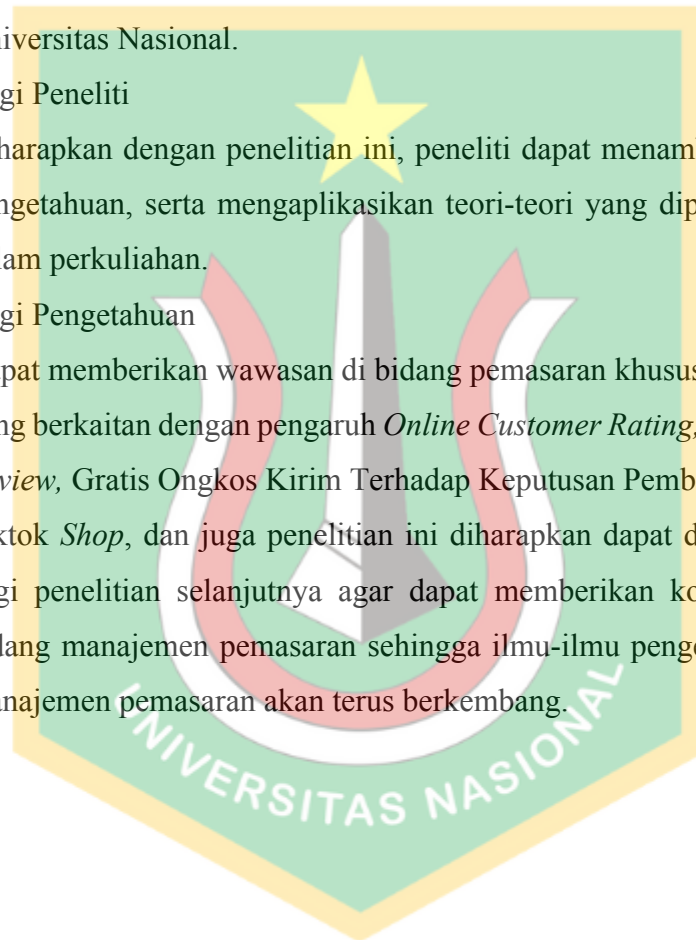 niversitas Nasional.
gi Peneliti
harapkan dengan penelitian ini, peneliti dapat menam
ngetahuan, serta mengaplikasikan teori-teori yang dip
lam perkuliahan.
gi Pengetahuan
pat memberikan wawasan di bidang pemasaran khusus
ng berkaitan dengan pengaruh Online Customer Rating,
view, Gratis Ongkos Kirim Terhadap Keputusan Pemb
ktok Shop, dan juga penelitian ini diharapkan dapat d
gi penelitian selanjutnya agar dapat memberikan ko
dang manajemen pemasaran sehingga ilmu-ilmu penge
anajemen pemasaran akan terus berkembang.
UNIVERSITAS NASIONAL